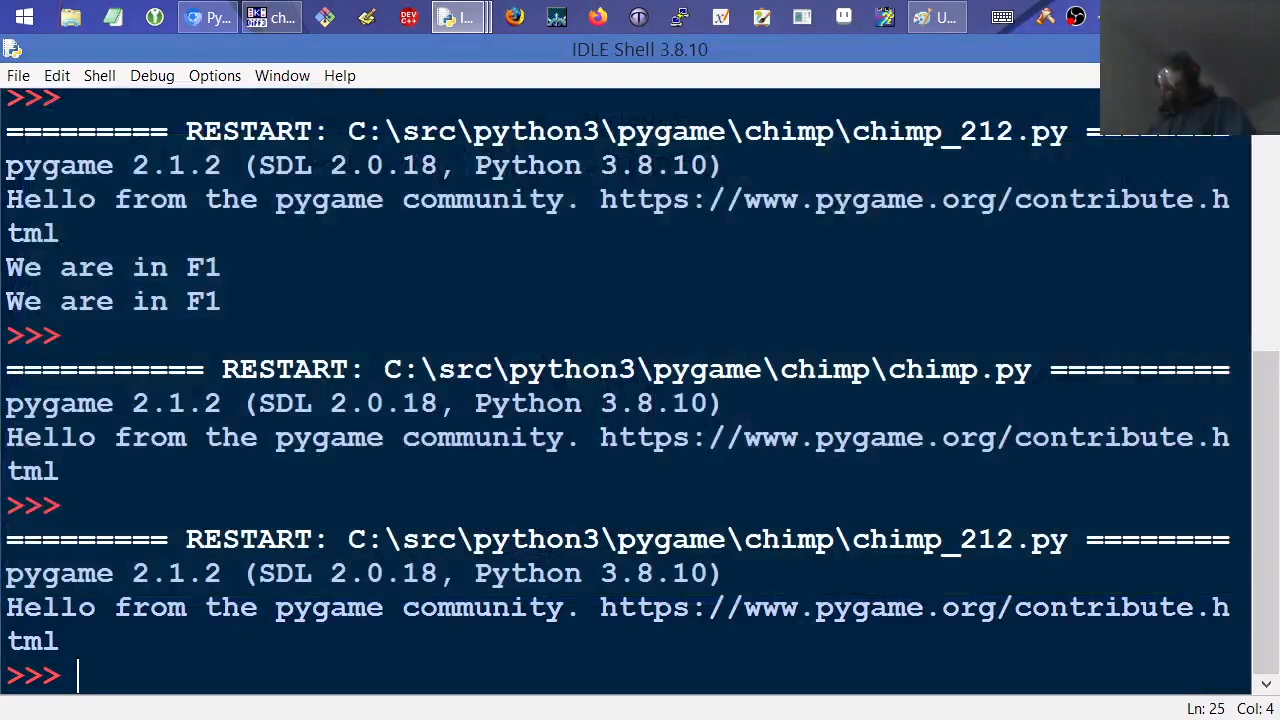 Py...
BKR
Diff3
ch...
DEV
C++
I...
U...
IDLE Shell 3.8.10
File Edit Shell Debug Options Window Help
>>>
========= RESTART: C:\src\python3\pygame\chimp\chimp_212.py ========
pygame 2.1.2 (SDL 2.0.18, Python 3.8.10)
Hello from the pygame community. https://www.pygame.org/contribute.h
tml
We are in F1
We are in F1
>>>
=========== RESTART: C:\src\python3\pygame\chimp\chimp.py ==========
pygame 2.1.2 (SDL 2.0.18, Python 3.8.10)
Hello from the pygame community. https://www.pygame.org/contribute.h
tml
>>>
========= RESTART: C:\src\python3\pygame\chimp\chimp_212.py ========
pygame 2.1.2 (SDL 2.0.18, Python 3.8.10)
Hello from the pygame community. https://www.pygame.org/contribute.h
tml
>>>
Ln: 25 Col: 4